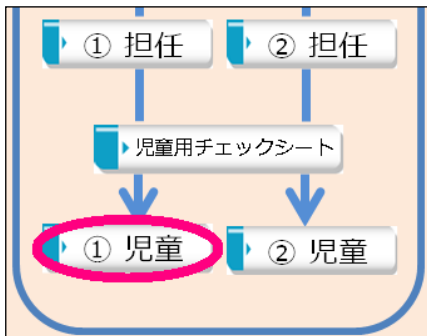 ① 担任
② 担任
児童用チェックシート
① 児童
② 児童